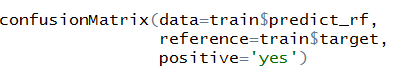 confusionMatrix(data=train$predict_rf,
reference=train$target,
positive='yes')